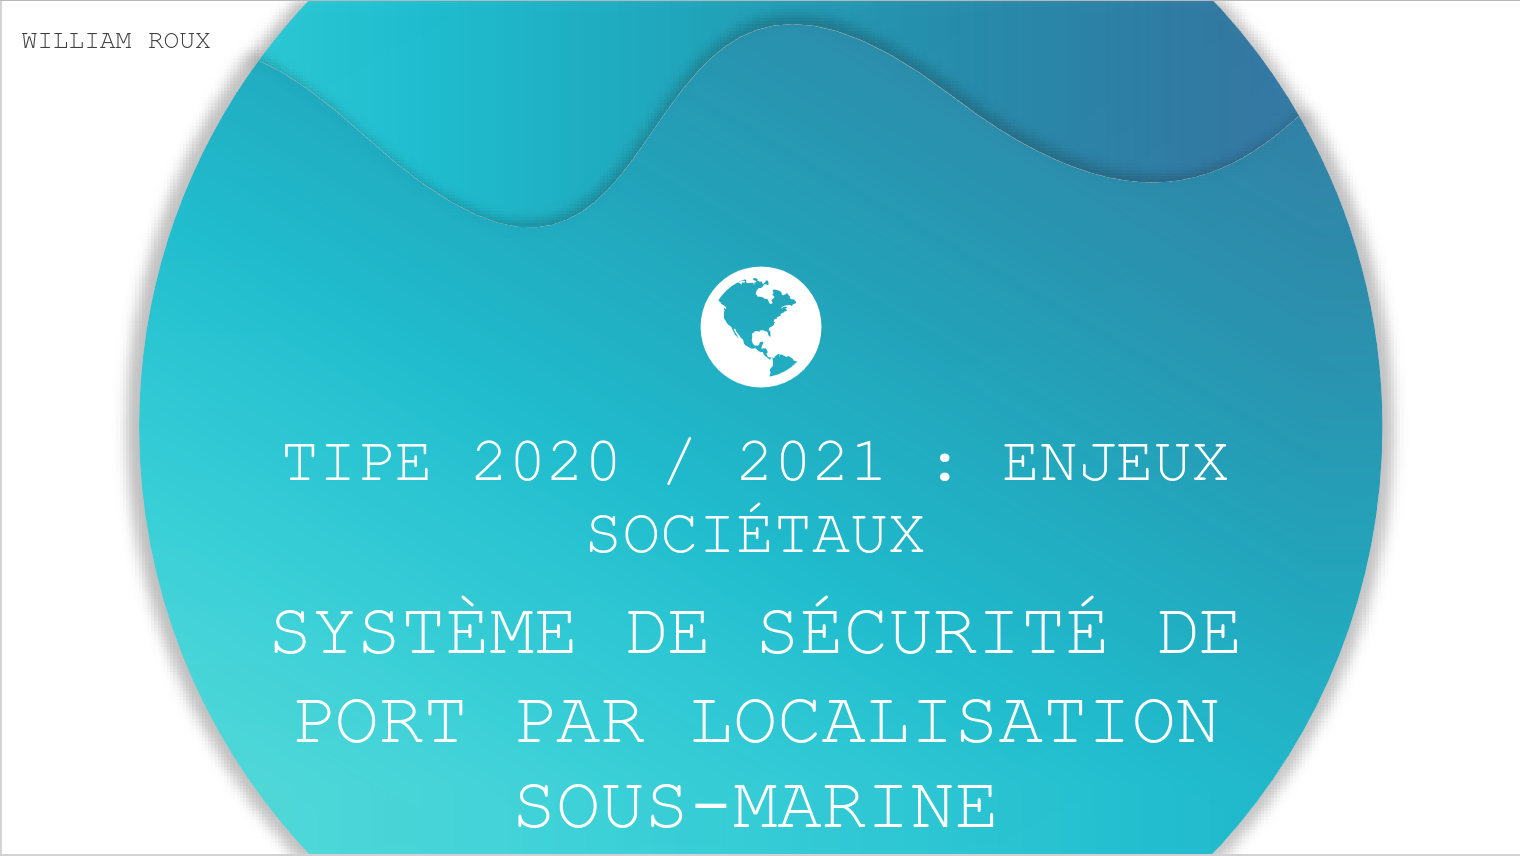 WILLIAM ROUX
TIPE 2020 / 2021 : ENJEUX
SOCIÉTAUX
SYSTÈME DE SÉCURITÉ DE
PORT PAR LOCALISATION
SOUS-MARINE